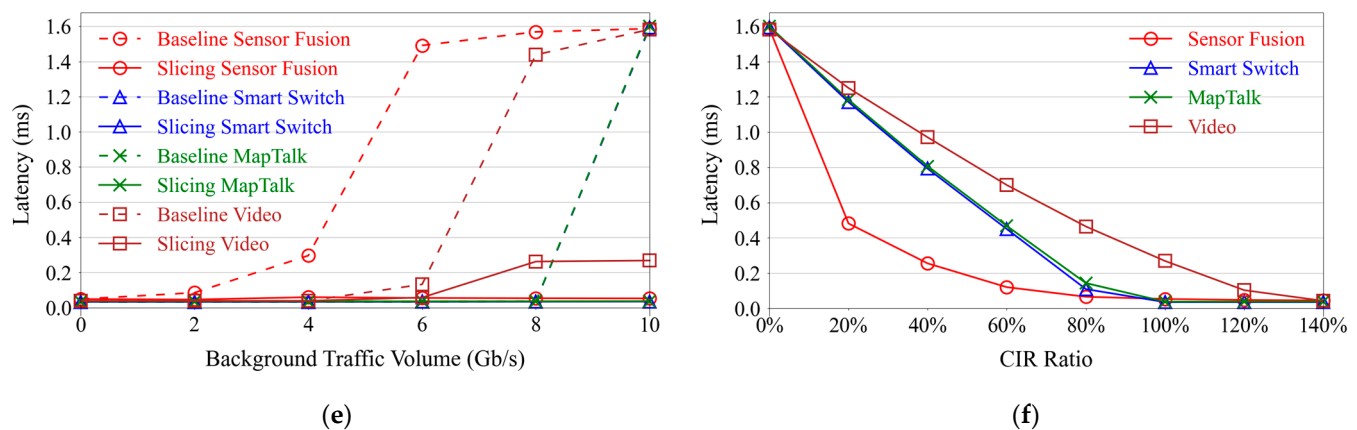 Latency (ms)
1.6
1.4
1.2
1.0
0.8
0.6
0.4
0.2
0.0
Baseline Sensor Fusion
Slicing Sensor Fusion
Baseline Smart Switch
Slicing Smart Switch
Baseline MapTalk
Slicing MapTalk
Baseline Video
Slicing Video
0 2 4 6 8 10
Background Traffic Volume (Gb/s)
(e)
Latency (ms)
1.6
1.4
1.2
1.0
0.8
0.6
0.4
0.2
0.0
Sensor Fusion
Smart Switch
MapTalk
Video
0% 20% 40% 60% 80% 100% 120% 140%
CIR Ratio
(f)